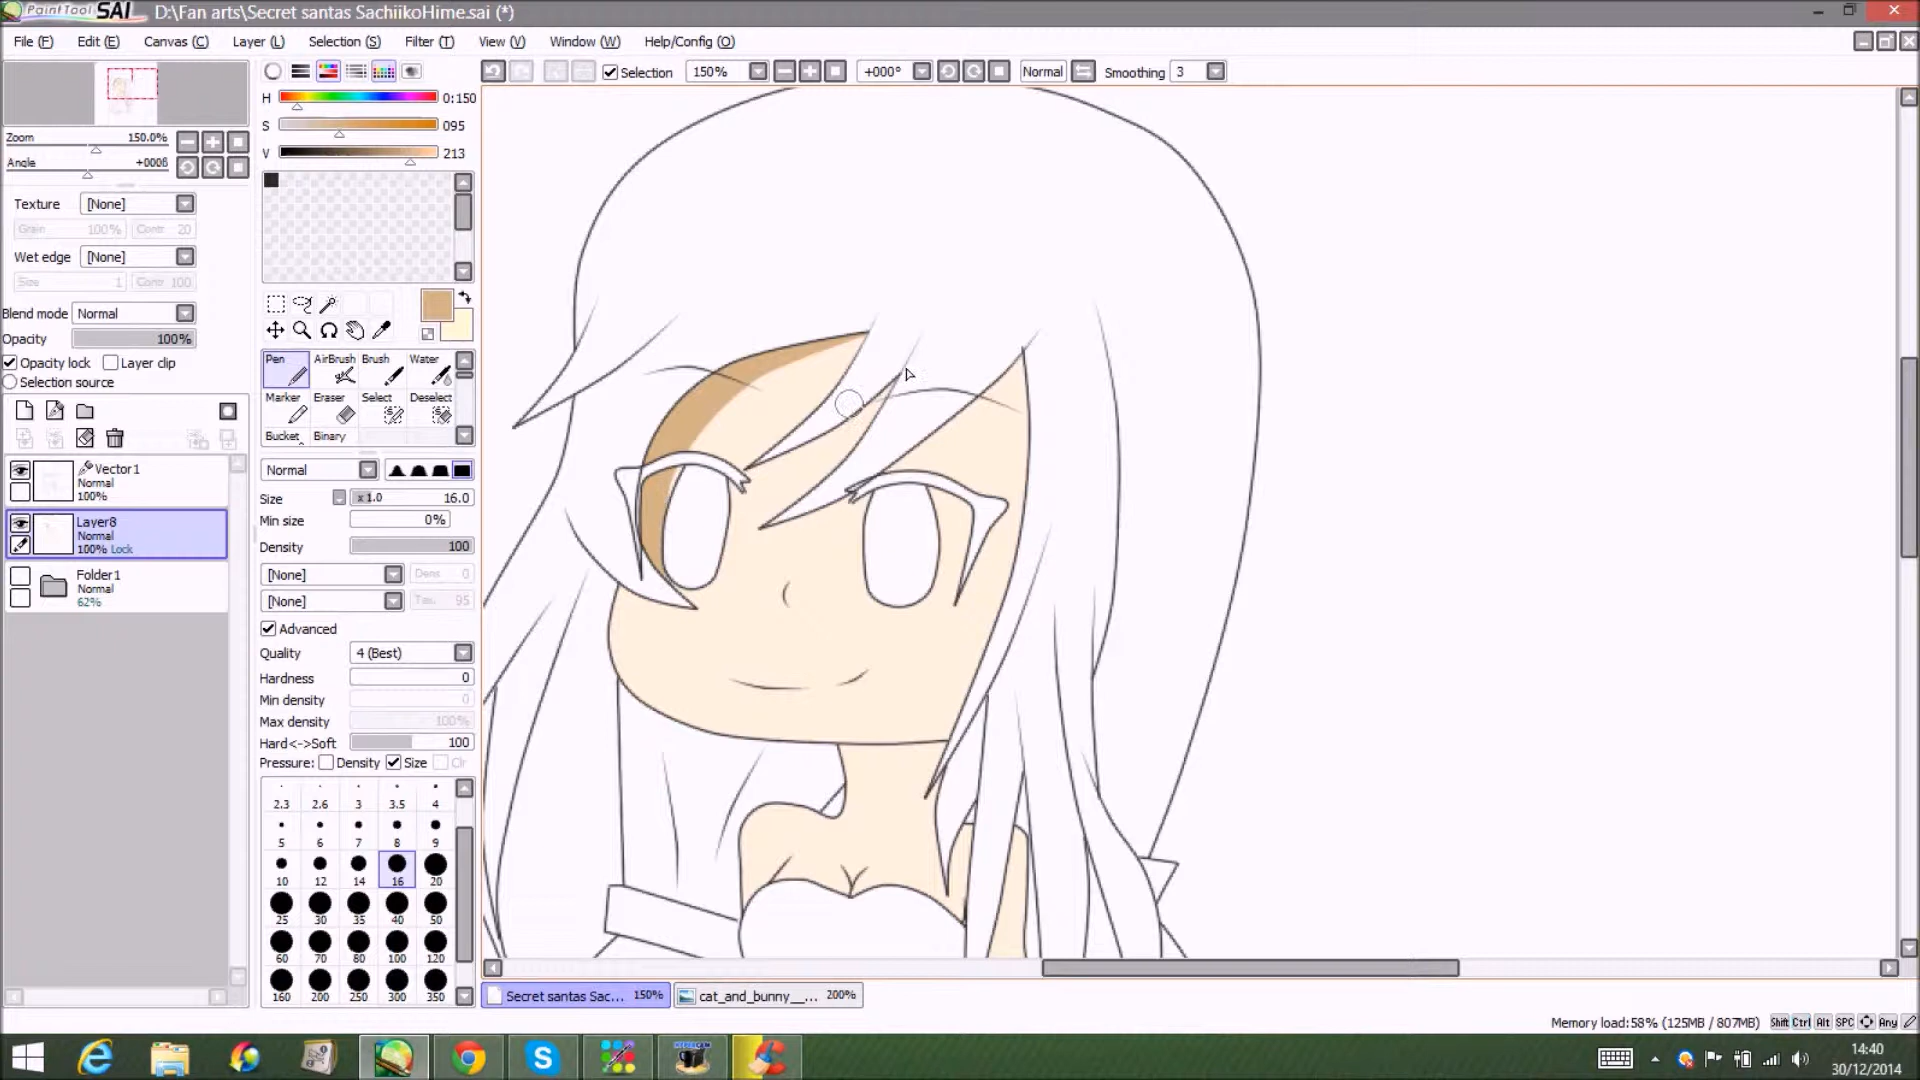 PaintTool SAI D:\Fan arts\Secret santas SachiikoHime.sai (*)
File (F) Edit (E) Canvas (C) Layer (L) Selection (S) Filter (T) View (V) Window (W) Help/Config (O)
Selection 150% +000° Normal Smoothing 3
H 0:150
S 095
V 213
Zoom 150.0%
Angle +000ß
Texture [None]
Grain 100% Contr 20
Wet edge [None]
Size 1 Contr 100
Blend mode Normal
Opacity 100%
Opacity lock Layer clip
Selection source
Vector1
Normal
100%
Layer8
Normal
100% Lock
Folder1
Normal
62%
Pen AirBrush Brush Water
Marker Eraser Select Deselect
Bucket Binary
Normal
Size x 1.0 16.0
Min size 0%
Density 100
[None] Dens 0
[None] 95
Advanced
Quality 4 (Best)
Hardness 0
Min density 0
Max density 100%
Hard<->Soft 100
Pressure: Density Size Clr
2.3 2.6 3 3.5 4
5 6 7 8 9
10 12 14 16 20
25 30 35 40 50
60 70 80 100 120
160 200 250 300 350
Secret santas Sac... 150% cat_and_bunny__... 200%
Memory load:58% (125MB / 807MB) Shift Ctrl Alt SPC Any
14:40
30/12/2014